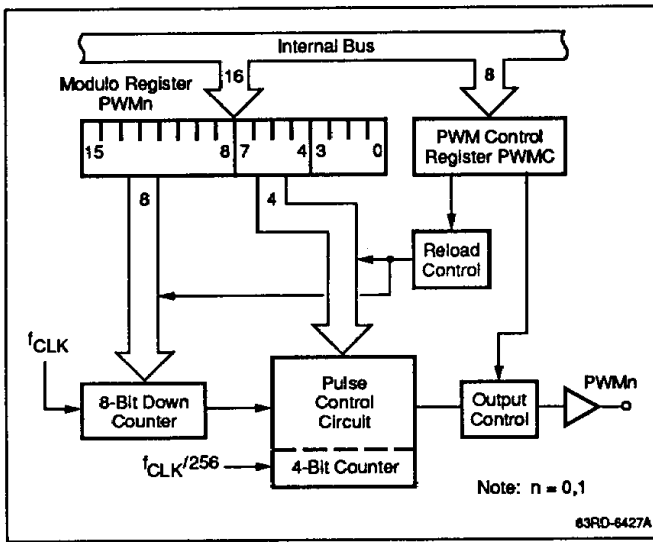 Internal Bus
16
8
Modulo Register
PWMn
15 8 7 4 3 0
PWM Control
Register PWMC
8
4
Reload
Control
fCLK
8-Bit Down
Counter
Pulse
Control
Circuit
Output
Control
PWMn
fCLK/256
4-Bit Counter
Note: n = 0,1
83RD-6427A